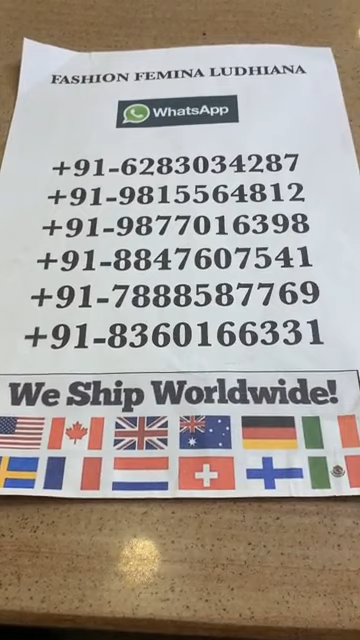 FASHION FEMINA LUDHIANA
WhatsApp
+91-6283034287
+91-9815564812
+91-9877016398
+91-8847607541
+91-7888587769
+91-8360166331
We Ship Worldwide!